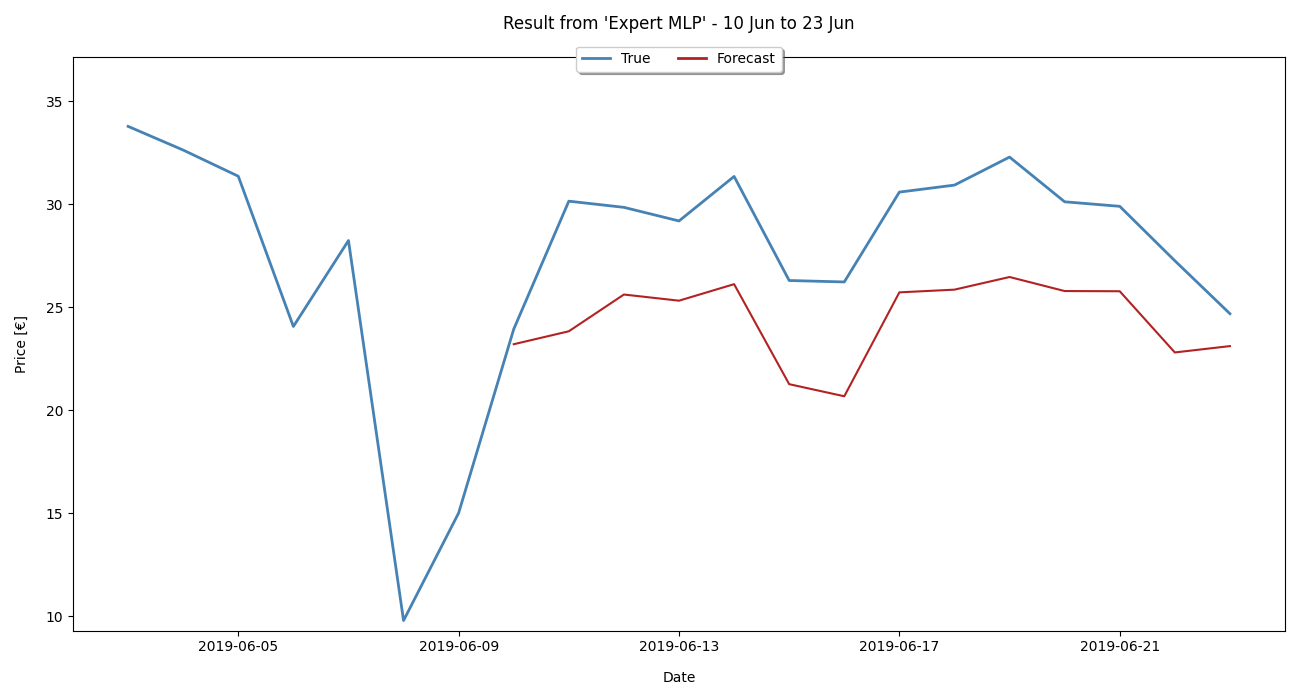 Result from 'Expert MLP' - 10 Jun to 23 Jun
True Forecast
35
30
25
20
15
10
Price [€]
2019-06-05 2019-06-09 2019-06-13 2019-06-17 2019-06-21
Date